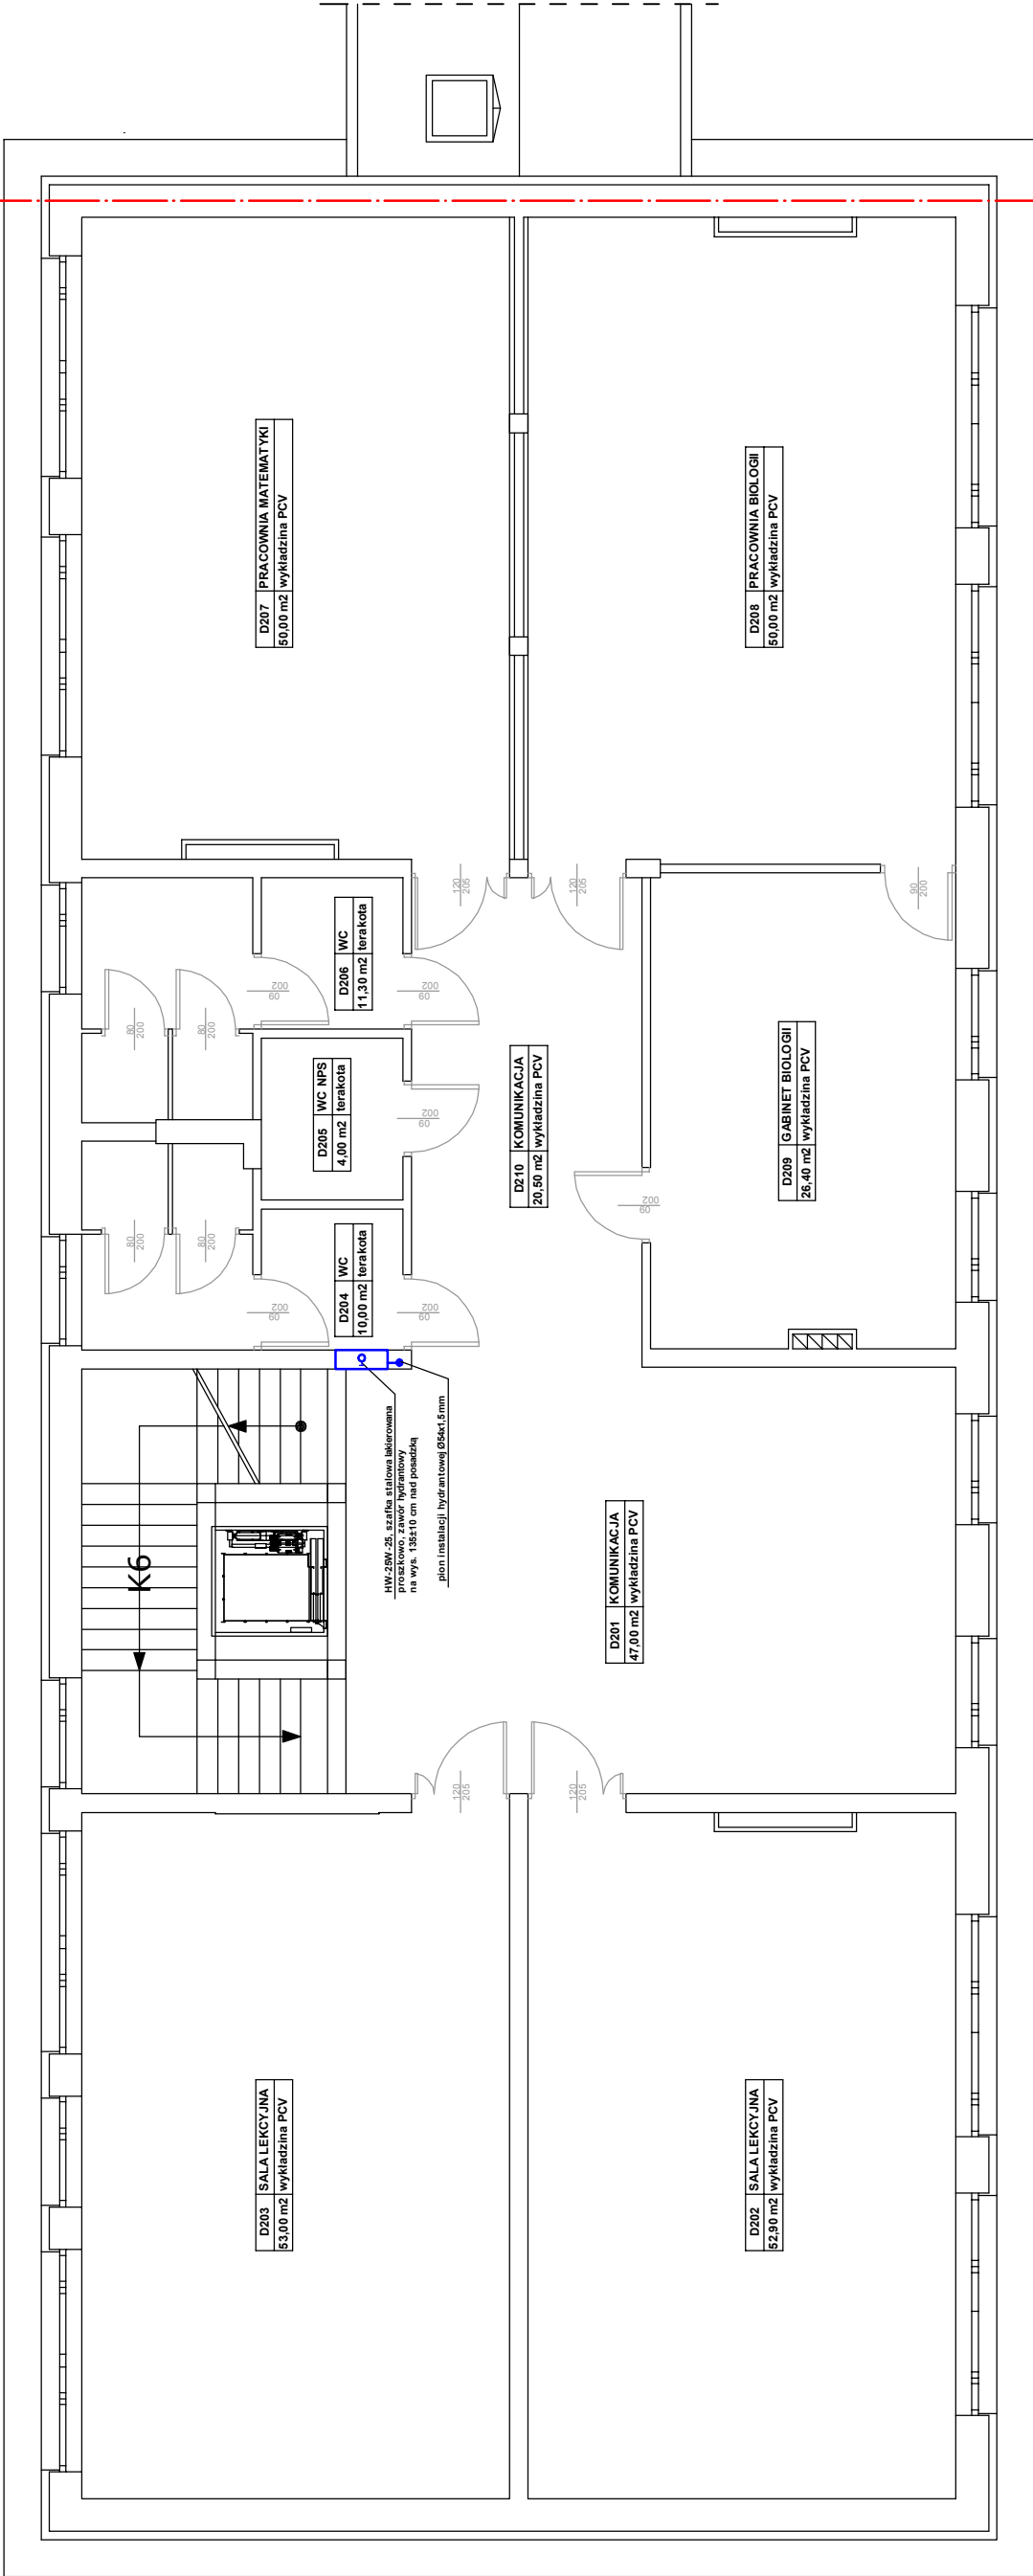 D207 PRACOWNIA MATEMATYKI
50,00 m2 wykładzina PCV
D208 PRACOWNIA BIOLOGII
50,00 m2 wykładzina PCV
120
205
120
205
90
200
D206 WC
11,30 m2 terakota
90
200
90
200
80
200
80
200
D205 WC NPS
4,00 m2 terakota
90
200
D210 KOMUNIKACJA
20,50 m2 wykładzina PCV
D209 GABINET BIOLOGII
26,40 m2 wykładzina PCV
90
200
80
200
80
200
D204 WC
10,00 m2 terakota
90
200
90
200
HW-25W-25, szafka stalowa lakierowana
proszkowo, zawór hydrantowy
na wys. 135±10 cm nad posadzką
pion instalacji hydrantowej Ø54x1,5mm
K6
D201 KOMUNIKACJA
47,00 m2 wykładzina PCV
120
205
120
205
D203 SALA LEKCYJNA
53,00 m2 wykładzina PCV
D202 SALA LEKCYJNA
52,90 m2 wykładzina PCV